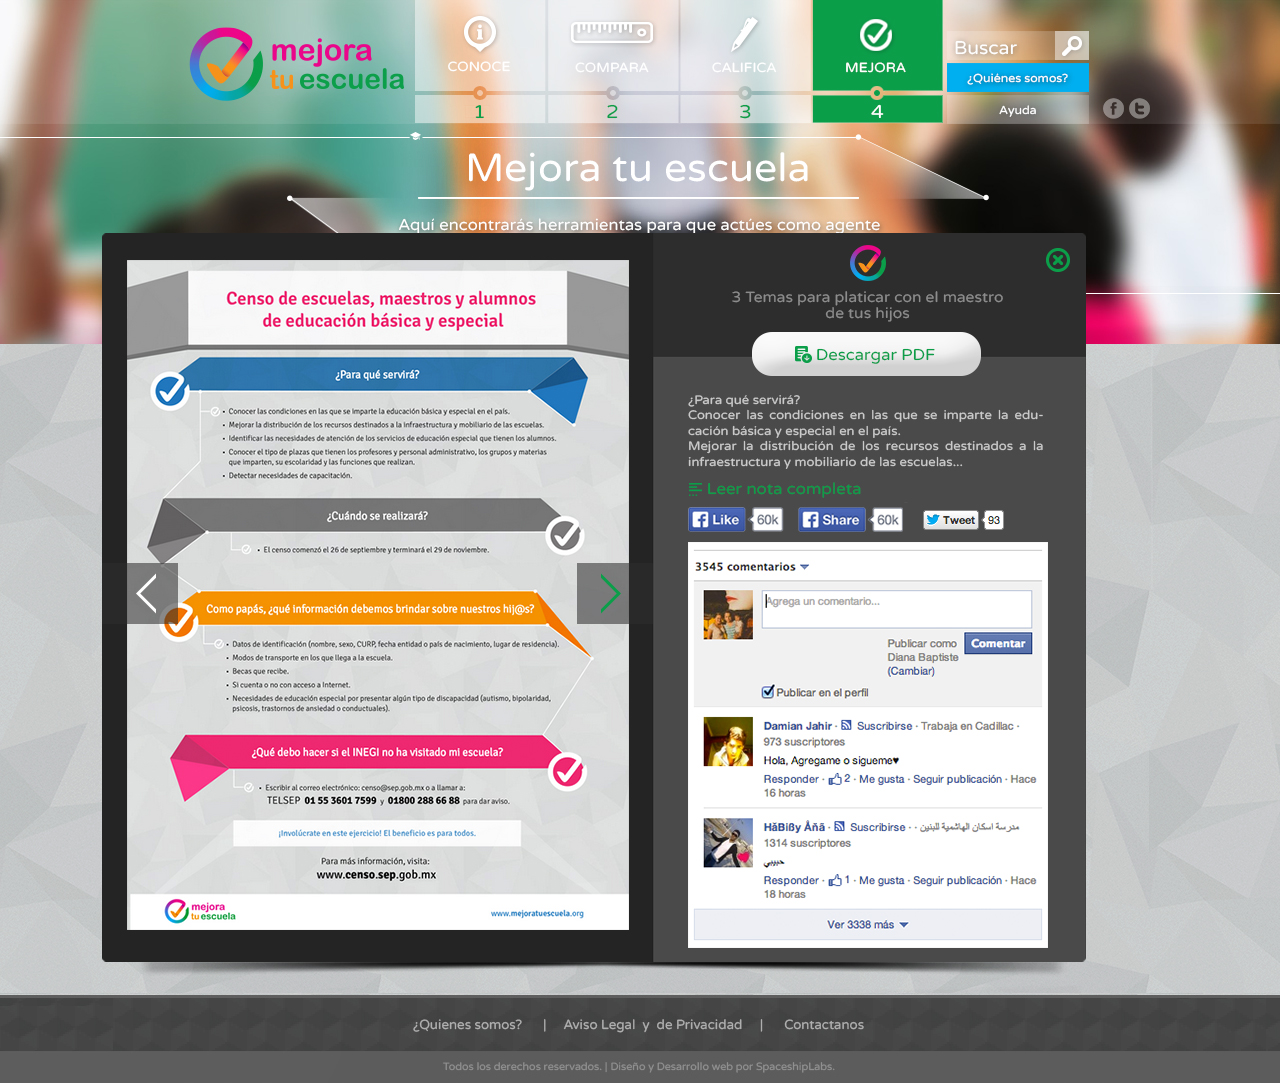 mejora
tu escuela
CONOCE
1
COMPARA
2
CALIFICA
3
MEJORA
4
Buscar
¿Quiénes somos?
Ayuda
Mejora tu escuela
Aquí encontrarás herramientas para que actúes como agente
Censo de escuelas, maestros y alumnos
de educación básica y especial
¿Para qué servirá?
• Conocer las condiciones en las que se imparte la educación básica y especial en el país.
• Mejorar la distribución de los recursos destinados a la infraestructura y mobiliario de las escuelas.
• Identificar las necesidades de atención de los servicios de educación especial que tienen los alumnos.
• Conocer el tipo de plazas que tienen los profesores y personal administrativo, los grupos y materias
que imparten, su escolaridad y las funciones que realizan.
• Detectar necesidades de capacitación.
¿Cuándo se realizará?
• El censo comenzó el 26 de septiembre y terminará el 29 de noviembre.
Como papás, ¿qué información debemos brindar sobre nuestros hij@s?
• Datos de identificación (nombre, sexo, CURP, fecha entidad o país de nacimiento, lugar de residencia).
• Modos de transporte en los que llega a la escuela.
• Becas que recibe.
• Si cuenta o no con acceso a Internet.
• Necesidades de educación especial por presentar algún tipo de discapacidad (autismo, bipolaridad,
psicosis, trastornos de ansiedad o conductuales).
¿Qué debo hacer si el INEGI no ha visitado mi escuela?
• Escribir al correo electrónico: censo@sep.gob.mx o a llamar a:
TELSEP 01 55 3601 7599 y 01800 288 66 88 para dar aviso.
¡Involúcrate en este ejercicio! El beneficio es para todos.
Para más información, visita:
www.censo.sep.gob.mx
mejora
tu escuela
www.mejoratuescuela.org
3 Temas para platicar con el maestro
de tus hijos
Descargar PDF
¿Para qué servirá?
Conocer las condiciones en las que se imparte la edu-
cación básica y especial en el país.
Mejorar la distribución de los recursos destinados a la
infraestructura y mobiliario de las escuelas...
Leer nota completa
Like 60k Share 60k Tweet 93
3545 comentarios
Agrega un comentario...
Publicar como
Diana Baptiste
(Cambiar)
Comentar
Publicar en el perfil
Damian Jahir · Suscribirse · Trabaja en Cadillac ·
973 suscriptores
Hola, Agregame o sigueme♥
Responder · 2 · Me gusta · Seguir publicación · Hace
16 horas
HãBißy Åñã · Suscribirse · · مدرسة اسكان الهاشمية للبنين
1314 suscriptores
حبيبي
Responder · 1 · Me gusta · Seguir publicación · Hace
18 horas
Ver 3338 más
¿Quienes somos? | Aviso Legal y de Privacidad | Contactanos
Todos los derechos reservados. | Diseño y Desarrollo web por SpaceshipLabs.